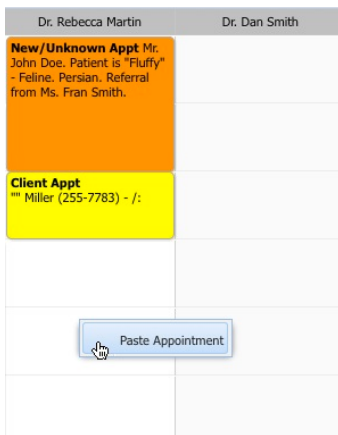 Dr. Rebecca Martin
Dr. Dan Smith
New/Unknown Appt Mr.
John Doe. Patient is "Fluffy"
- Feline. Persian. Referral
from Ms. Fran Smith.
Client Appt
"" Miller (255-7783) - /:
Paste Appointment